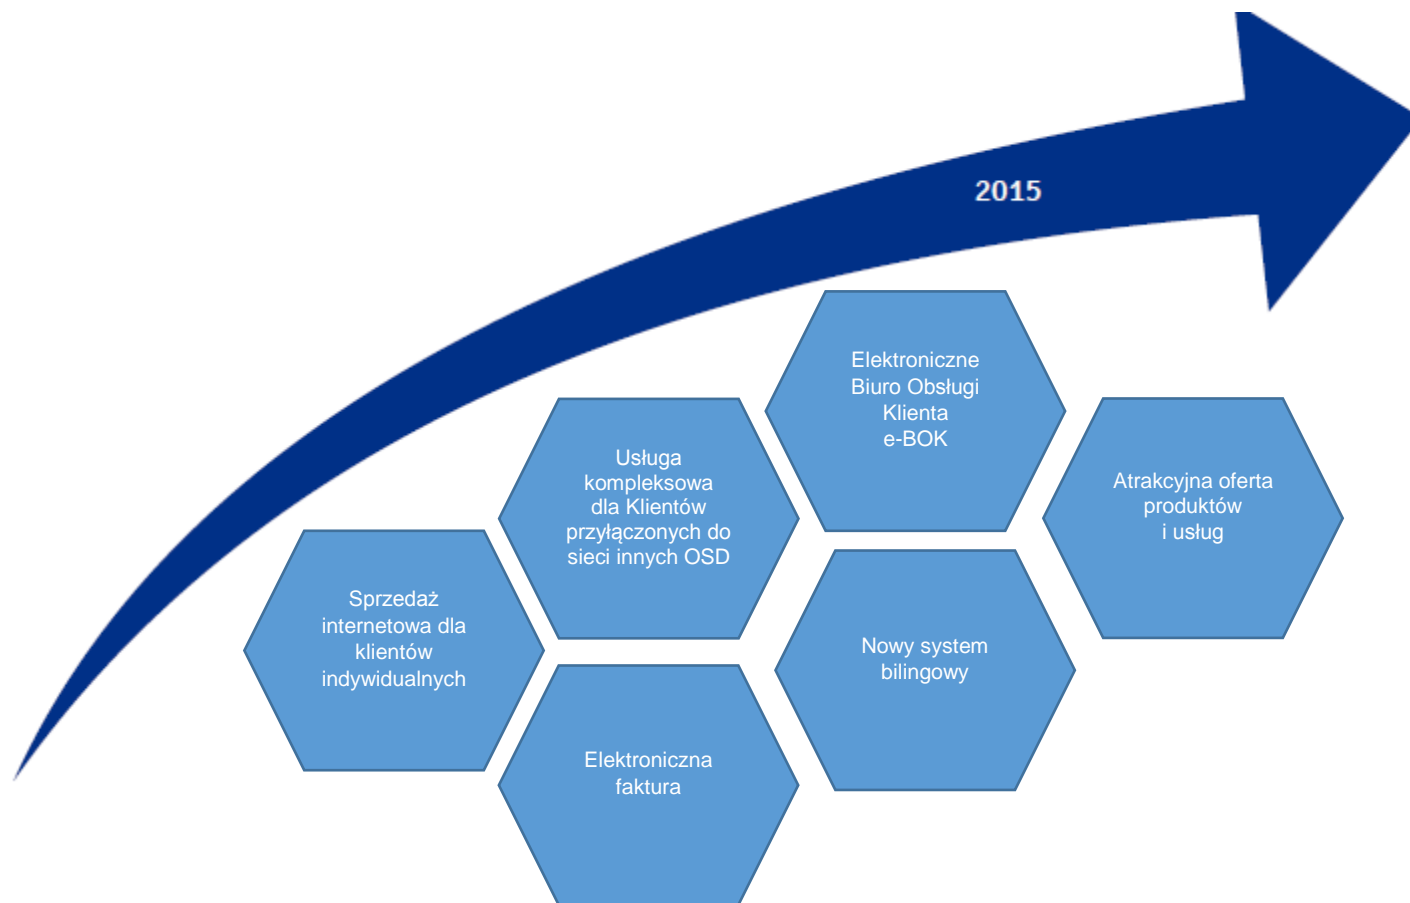 2015
Elektroniczne
Biuro Obsługi
Klienta
e-BOK
Usługa
kompleksowa
dla Klientów
przyłączonych do
sieci innych OSD
Atrakcyjna oferta
produktów
i usług
Sprzedaż
internetowa dla
klientów
indywidualnych
Nowy system
bilingowy
Elektroniczna
faktura